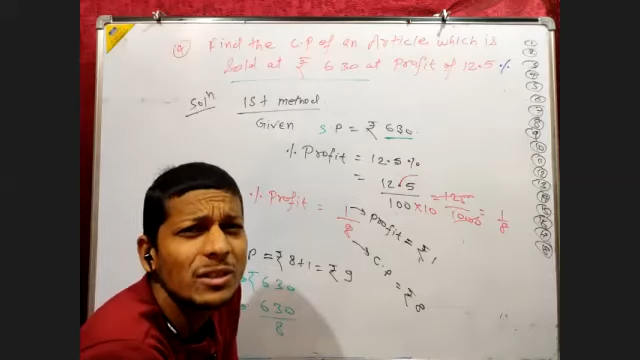 Find the C.P of an Article which is
Sold at ₹ 630 at Profit of 12.5 %
Solⁿ 1st method
Given SP = ₹ 630
% Profit = 12.5 %
= 12.5 / 100×10 = 125 / 1000 = 1/8
% Profit = 1/8 → Profit = ₹ 1
→ C.P = ₹ 8
P = ₹ 8+1 = ₹ 9
₹ 630
630 / 8